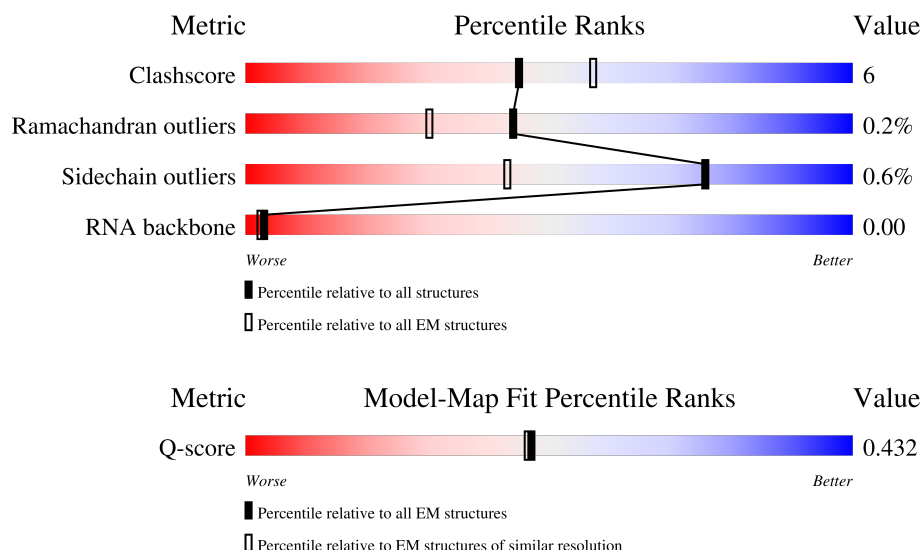 Metric Percentile Ranks Value
Clashscore 6
Ramachandran outliers 0.2%
Sidechain outliers 0.6%
RNA backbone 0.00
Worse Better
Percentile relative to all structures
Percentile relative to all EM structures
Metric Model-Map Fit Percentile Ranks Value
Q-score 0.432
Worse Better
Percentile relative to all EM structures
Percentile relative to EM structures of similar resolution